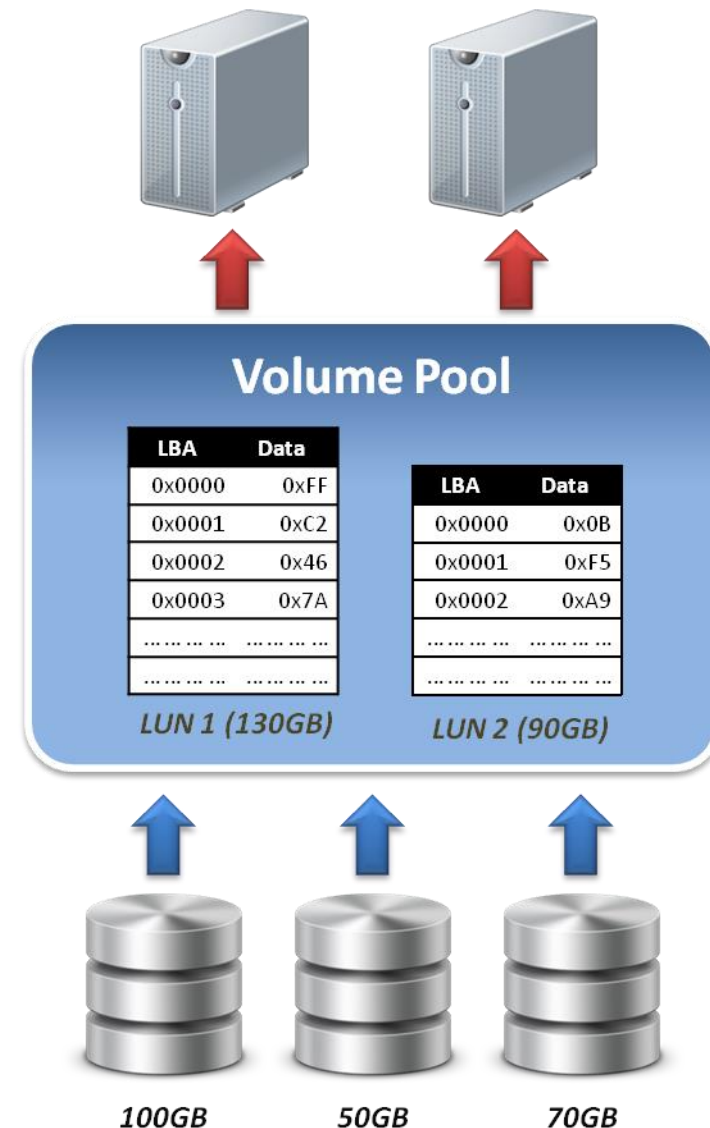 Volume Pool
LBA Data
0x0000 0xFF
0x0001 0xC2
0x0002 0x46
0x0003 0x7A
... ... ... ... ... ... ... ...
... ... ... ... ... ... ... ...
LUN 1 (130GB)
LBA Data
0x0000 0x0B
0x0001 0xF5
0x0002 0xA9
... ... ... ... ... ... ... ...
... ... ... ... ... ... ... ...
LUN 2 (90GB)
100GB 50GB 70GB